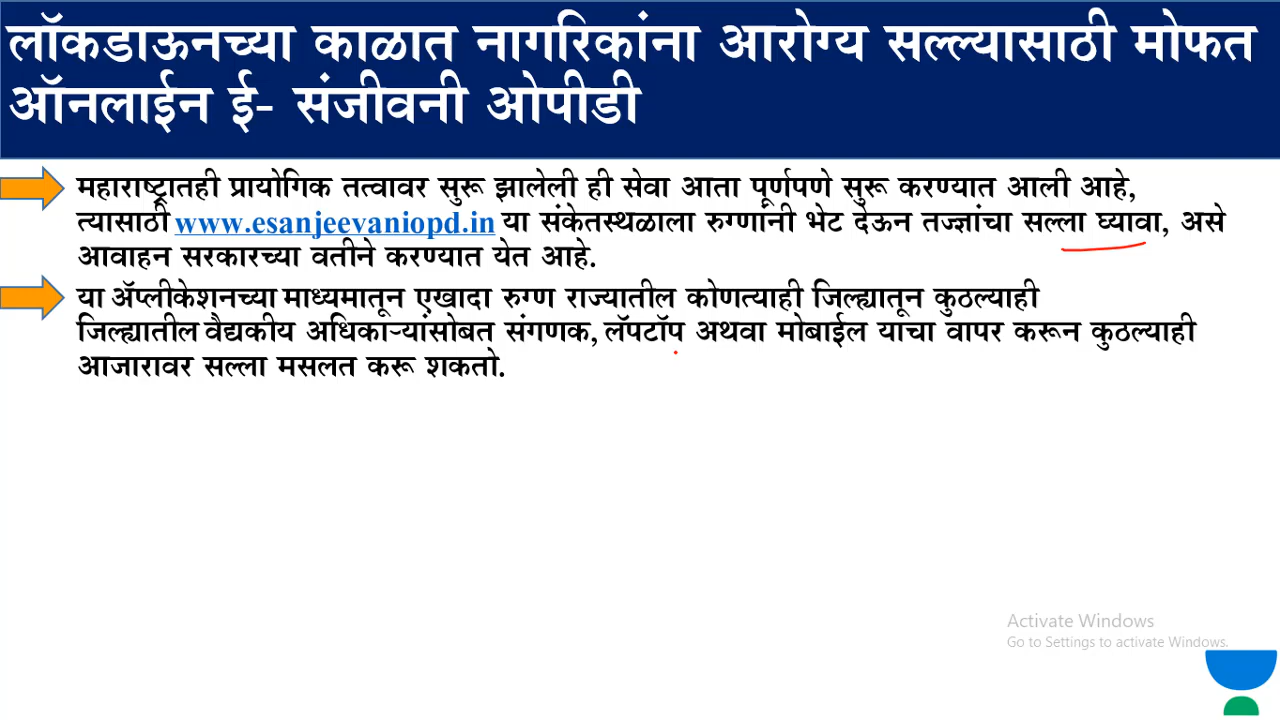 लॉकडाऊनच्या काळात नागरिकांना आरोग्य सल्ल्यासाठी मोफत
ऑनलाईन ई- संजीवनी ओपीडी
महाराष्ट्रातही प्रायोगिक तत्वावर सुरू झालेली ही सेवा आता पूर्णपणे सुरू करण्यात आली आहे,
त्यासाठी www.esanjeevaniopd.in या संकेतस्थळाला रुग्णांनी भेट देऊन तज्ज्ञांचा सल्ला घ्यावा, असे
आवाहन सरकारच्या वतीने करण्यात येत आहे.
या ॲप्लीकेशनच्या माध्यमातून एखादा रुग्ण राज्यातील कोणत्याही जिल्ह्यातून कुठल्याही
जिल्ह्यातील वैद्यकीय अधिकाऱ्यांसोबत संगणक, लॅपटॉप अथवा मोबाईल याचा वापर करून कुठल्याही
आजारावर सल्ला मसलत करू शकतो.
Activate Windows
Go to Settings to activate Windows.